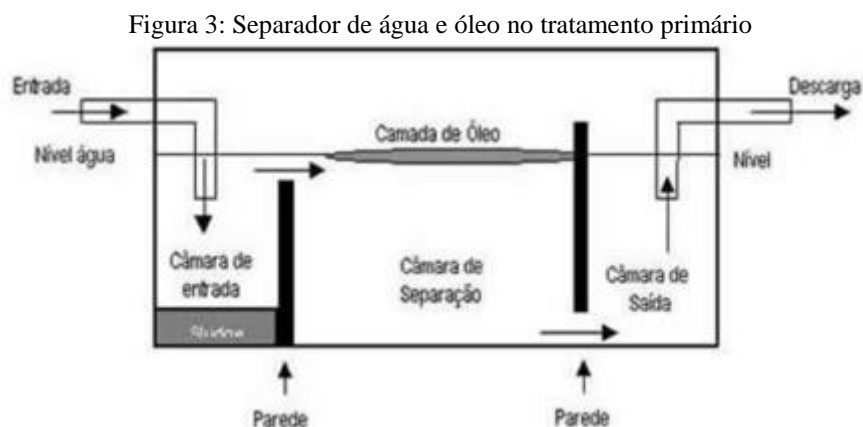 Figura 3: Separador de água e óleo no tratamento primário
Entrada
Descarga
Camada de Óleo
Nível água
Nível
Câmara de
entrada
Câmara de
Separação
Câmara de
Saída
Parede
Parede